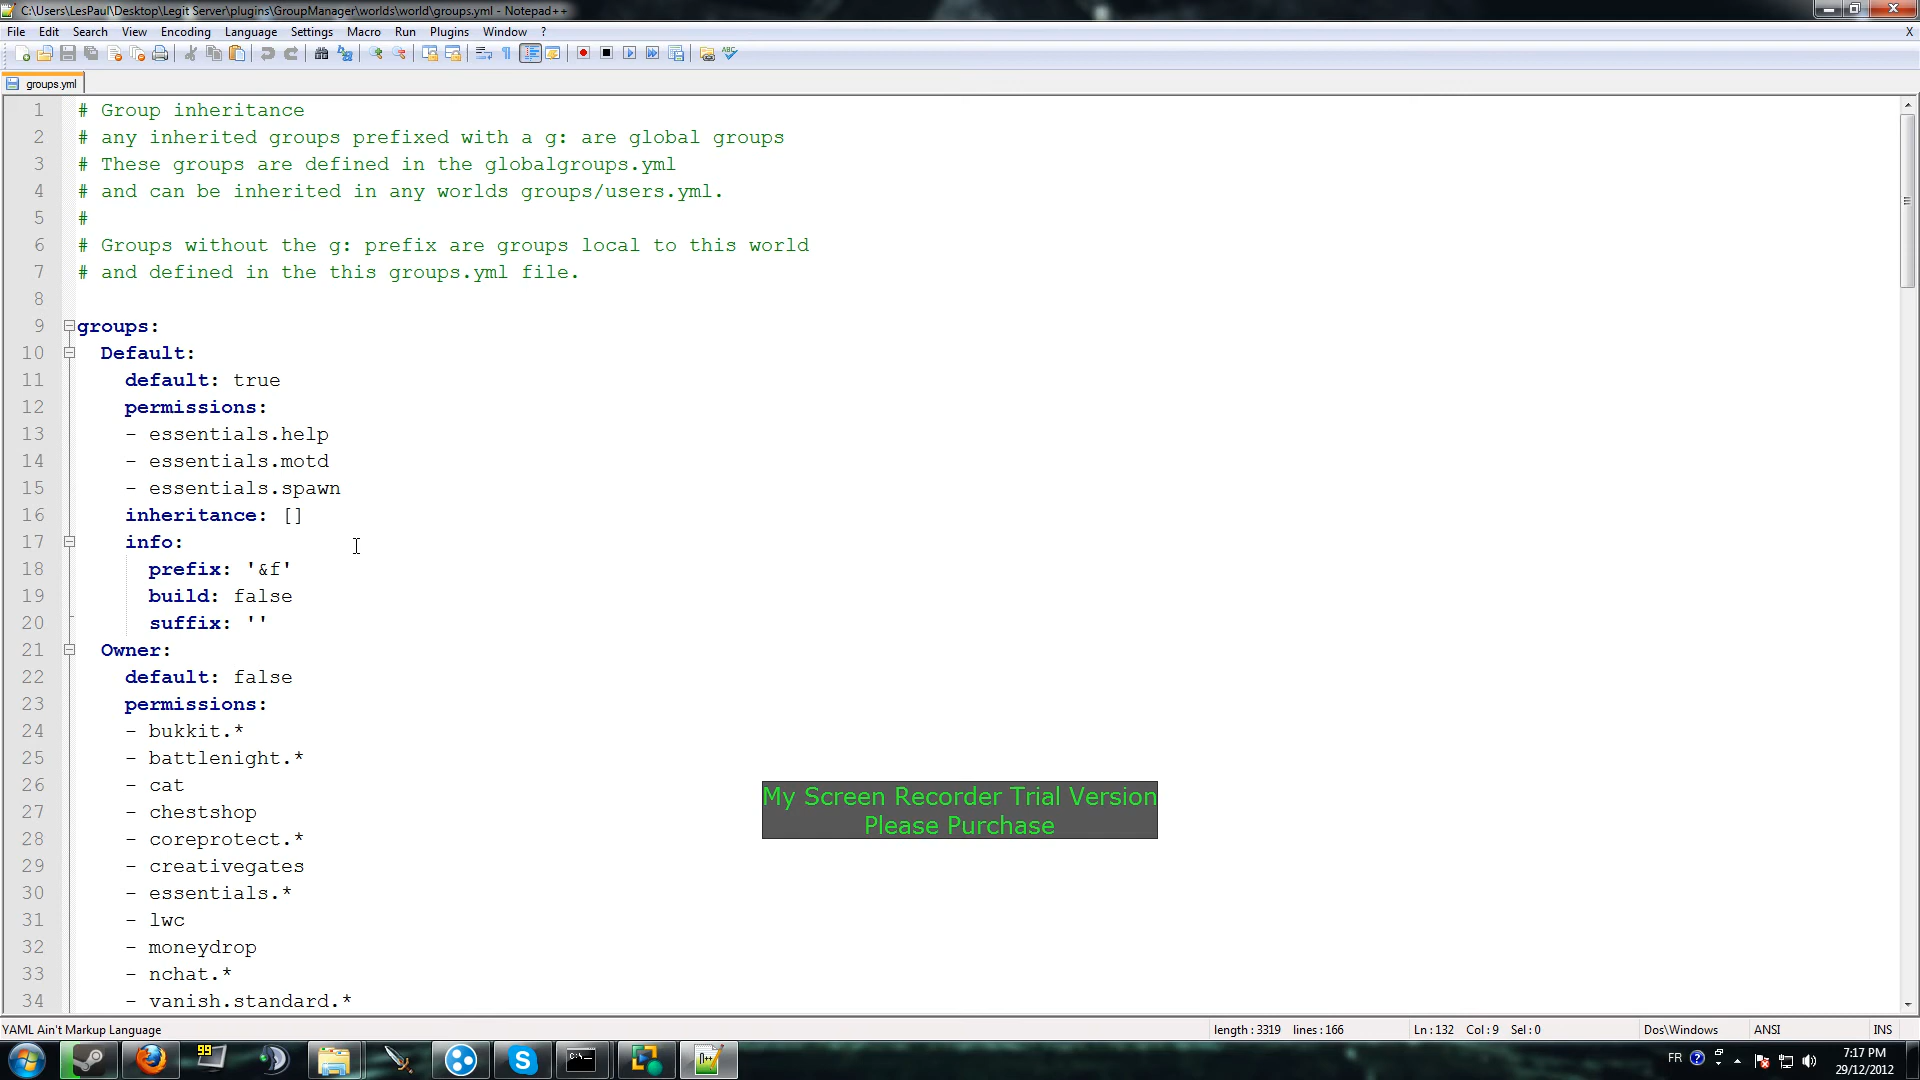 C:\Users\LesPaul\Desktop\Legit Server\plugins\GroupManager\worlds\world\groups.yml - Notepad++
File Edit Search View Encoding Language Settings Macro Run Plugins Window ? X
groups.yml
1 # Group inheritance
2 # any inherited groups prefixed with a g: are global groups
3 # These groups are defined in the globalgroups.yml
4 # and can be inherited in any worlds groups/users.yml.
5 #
6 # Groups without the g: prefix are groups local to this world
7 # and defined in the this groups.yml file.
8
9 groups:
10 Default:
11 default: true
12 permissions:
13 - essentials.help
14 - essentials.motd
15 - essentials.spawn
16 inheritance: []
17 info:
18 prefix: '&f'
19 build: false
20 suffix: ''
21 Owner:
22 default: false
23 permissions:
24 - bukkit.*
25 - battlenight.*
26 - cat
27 - chestshop
28 - coreprotect.*
29 - creativegates
30 - essentials.*
31 - lwc
32 - moneydrop
33 - nchat.*
34 - vanish.standard.*
My Screen Recorder Trial Version
Please Purchase
YAML Ain't Markup Language length : 3319 lines : 166 Ln : 132 Col : 9 Sel : 0 Dos\Windows ANSI INS
99 FR 7:17 PM
29/12/2012